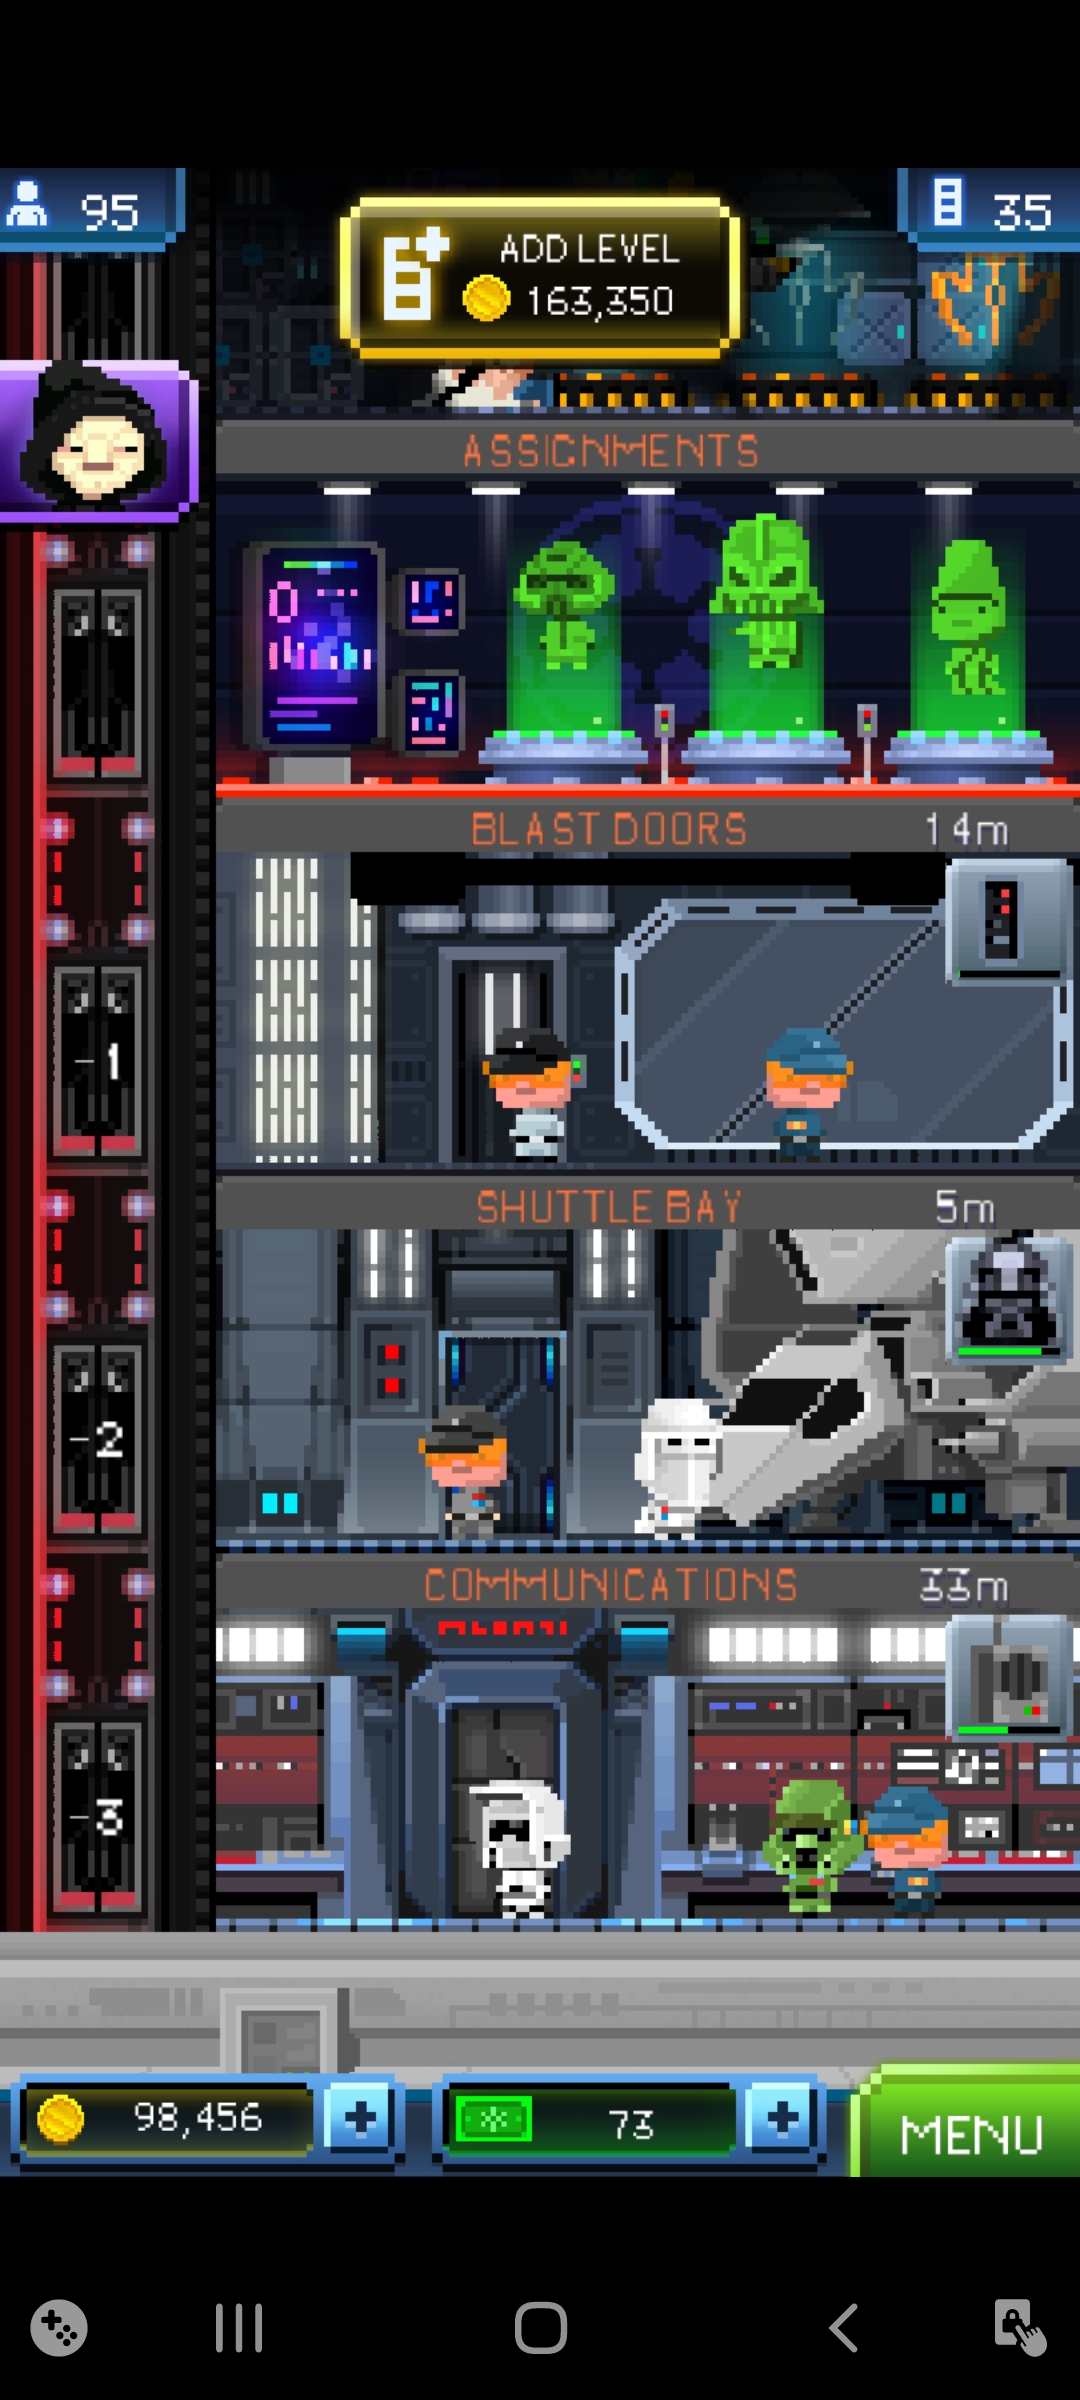 95
ADD LEVEL
163,350
35
ASSIGNMENTS
BLAST DOORS 14m
-1
SHUTTLE BAY 5m
-2
COMMUNICATIONS 33m
-3
98,456
73
MENU